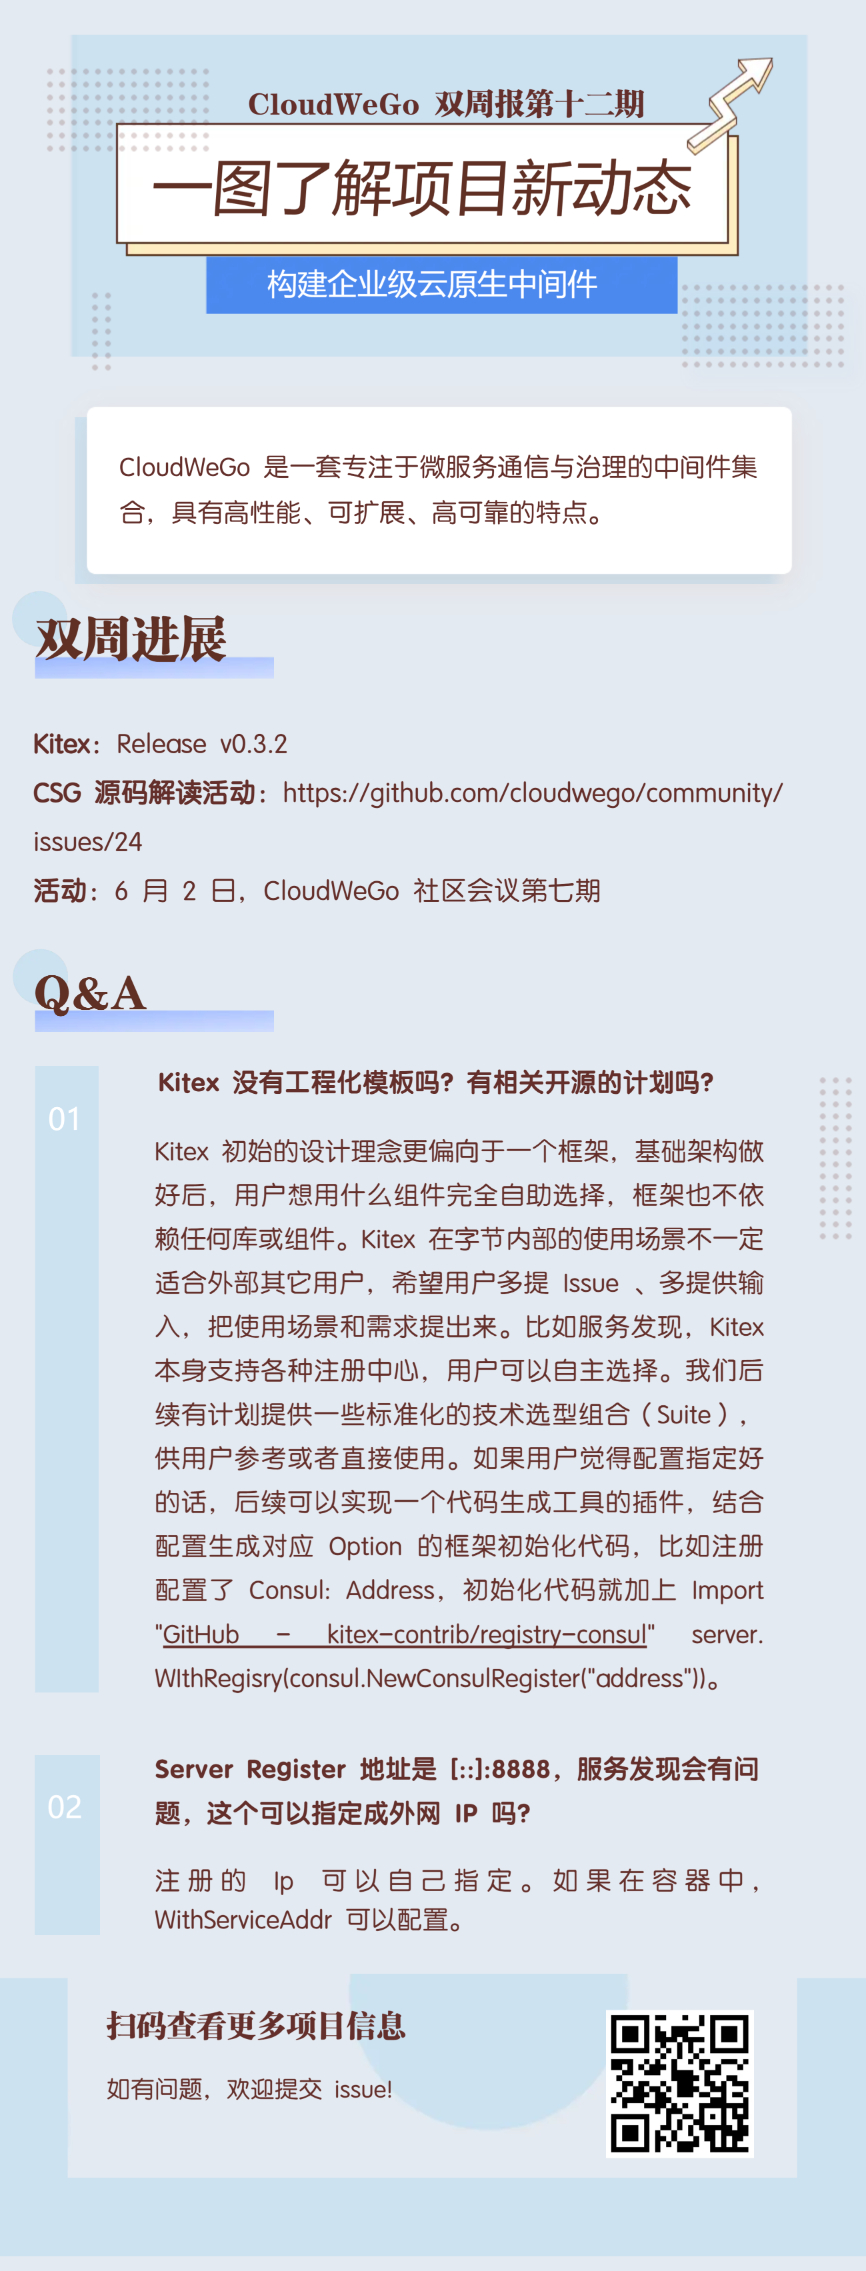 CloudWeGo 双周报第十二期
一图了解项目新动态
构建企业级云原生中间件
CloudWeGo 是一套专注于微服务通信与治理的中间件集
合，具有高性能、可扩展、高可靠的特点。
双周进展
Kitex：Release v0.3.2
CSG 源码解读活动：https://github.com/cloudwego/community/
issues/24
活动：6 月 2 日，CloudWeGo 社区会议第七期
Q&A
01
Kitex 没有工程化模板吗？有相关开源的计划吗？
Kitex 初始的设计理念更偏向于一个框架，基础架构做
好后，用户想用什么组件完全自助选择，框架也不依
赖任何库或组件。Kitex 在字节内部的使用场景不一定
适合外部其它用户，希望用户多提 Issue 、多提供输
入，把使用场景和需求提出来。比如服务发现，Kitex
本身支持各种注册中心，用户可以自主选择。我们后
续有计划提供一些标准化的技术选型组合（Suite），
供用户参考或者直接使用。如果用户觉得配置指定好
的话，后续可以实现一个代码生成工具的插件，结合
配置生成对应 Option 的框架初始化代码，比如注册
配置了 Consul: Address，初始化代码就加上 Import
"GitHub - kitex-contrib/registry-consul" server.
WIthRegisry(consul.NewConsulRegister("address"))。
02
Server Register 地址是 [::]:8888，服务发现会有问
题，这个可以指定成外网 IP 吗？
注册的 Ip 可以自己指定。如果在容器中，
WithServiceAddr 可以配置。
扫码查看更多项目信息
如有问题，欢迎提交 issue!